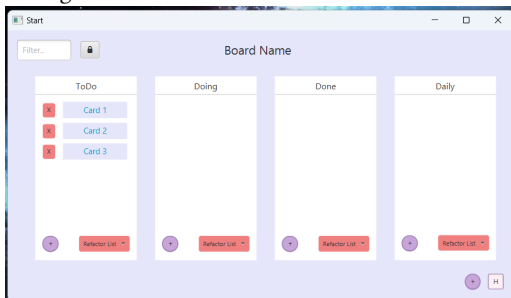 Start
Filter..
Board Name
ToDo Doing Done Daily
X Card 1
X Card 2
X Card 3
+ Refactor List + Refactor List + Refactor List + Refactor List
+ H